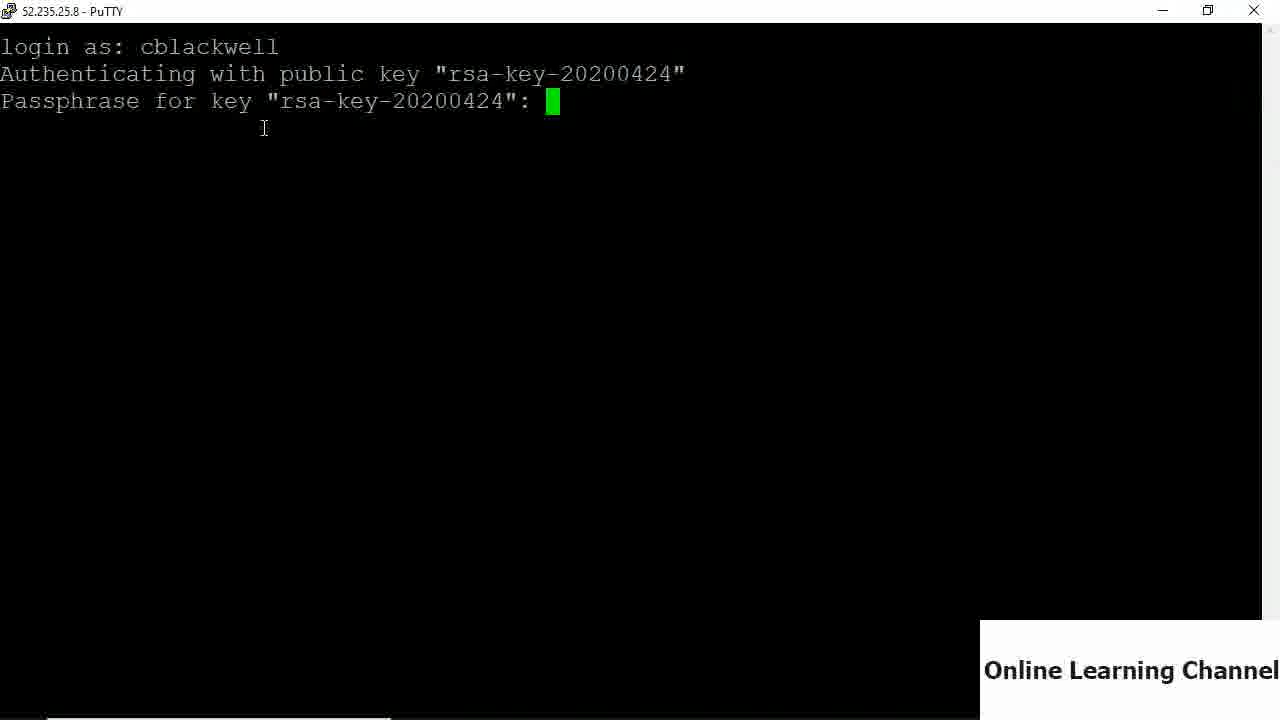 52.235.25.8 - PuTTY
login as: cblackwell
Authenticating with public key "rsa-key-20200424"
Passphrase for key "rsa-key-20200424":
Online Learning Channel